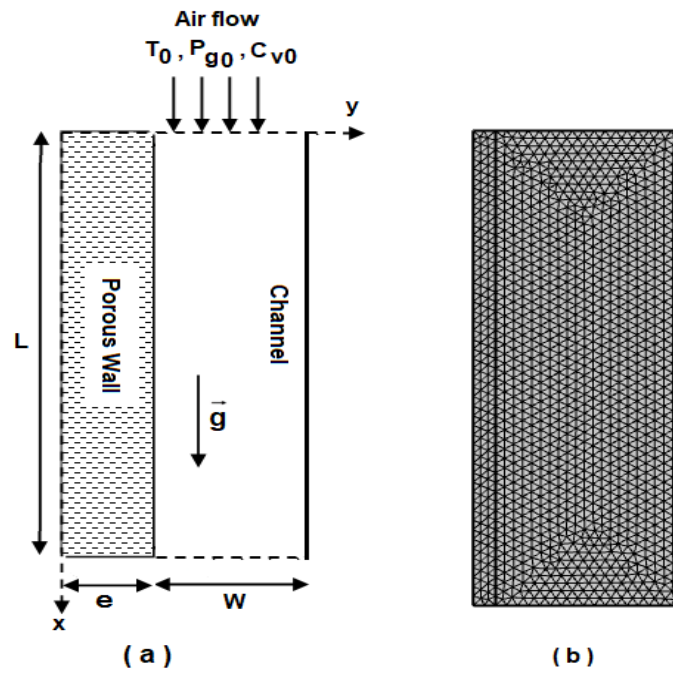 Air flow
T0 , Pg0 , Cv0
y
L
Porous Wall
Channel
g
e
W
x
( a )
( b )